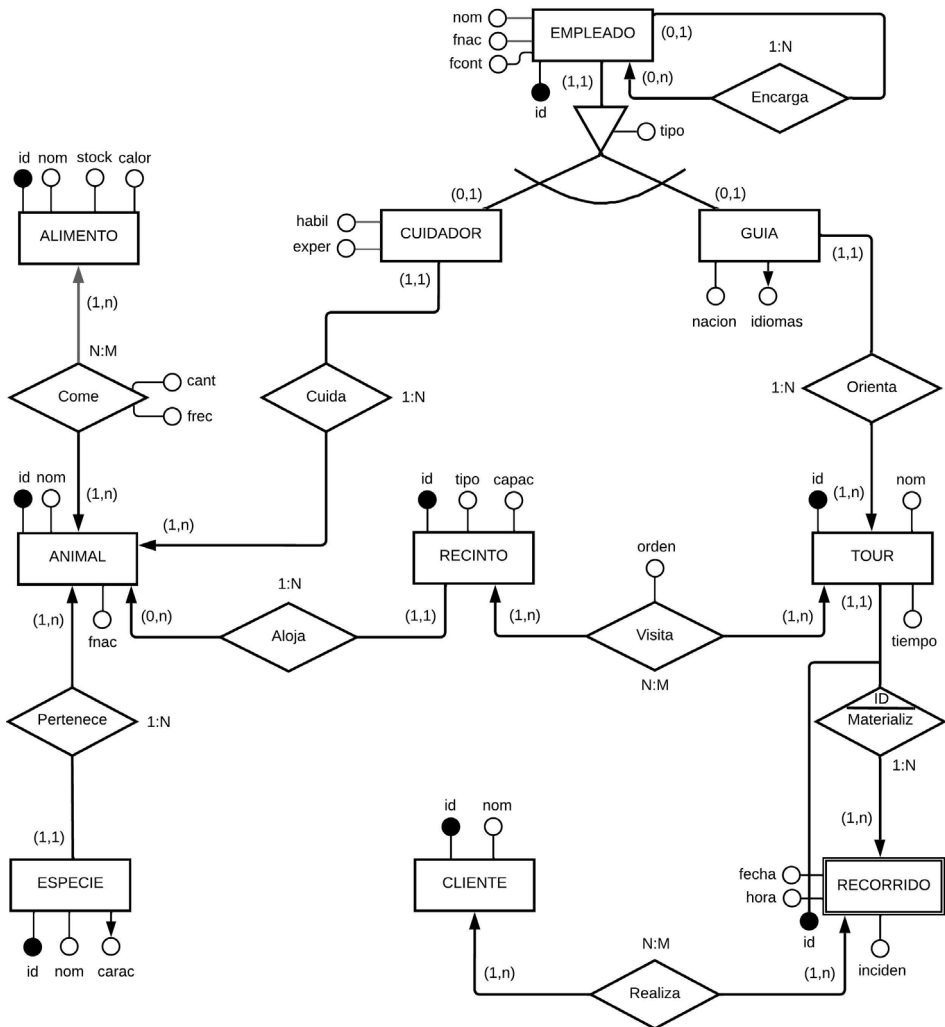 nom
EMPLEADO
(0,1)
fnac
1:N
fcont
(1,1)
(0,n)
Encarga
id
tipo
id nom stock calor
(0,1)
(0,1)
ALIMENTO
habil
CUIDADOR
GUIA
exper
(1,1)
(1,1)
(1,n)
nacion
idiomas
N:M
Come
cant
Cuida
1:N
1:N
Orienta
frec
id nom
id
tipo
capac
id
nom
(1,n)
(1,n)
(1,n)
ANIMAL
RECINTO
orden
TOUR
1:N
(1,n)
(0,n)
(1,1)
(1,n)
(1,n)
(1,1)
fnac
Aloja
Visita
tiempo
N:M
ID
Pertenece
1:N
Materializ
1:N
id
nom
(1,1)
(1,n)
ESPECIE
CLIENTE
fecha
RECORRIDO
hora
id
nom
carac
N:M
id
inciden
(1,n)
(1,n)
Realiza